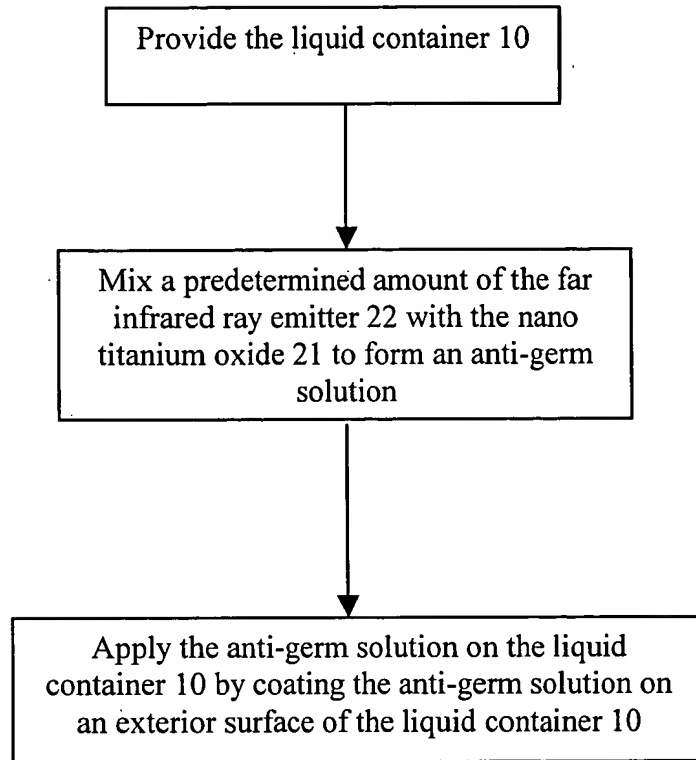 Provide the liquid container 10
Mix a predetermined amount of the far
infrared ray emitter 22 with the nano
titanium oxide 21 to form an anti-germ
solution
Apply the anti-germ solution on the liquid
container 10 by coating the anti-germ solution on
an exterior surface of the liquid container 10